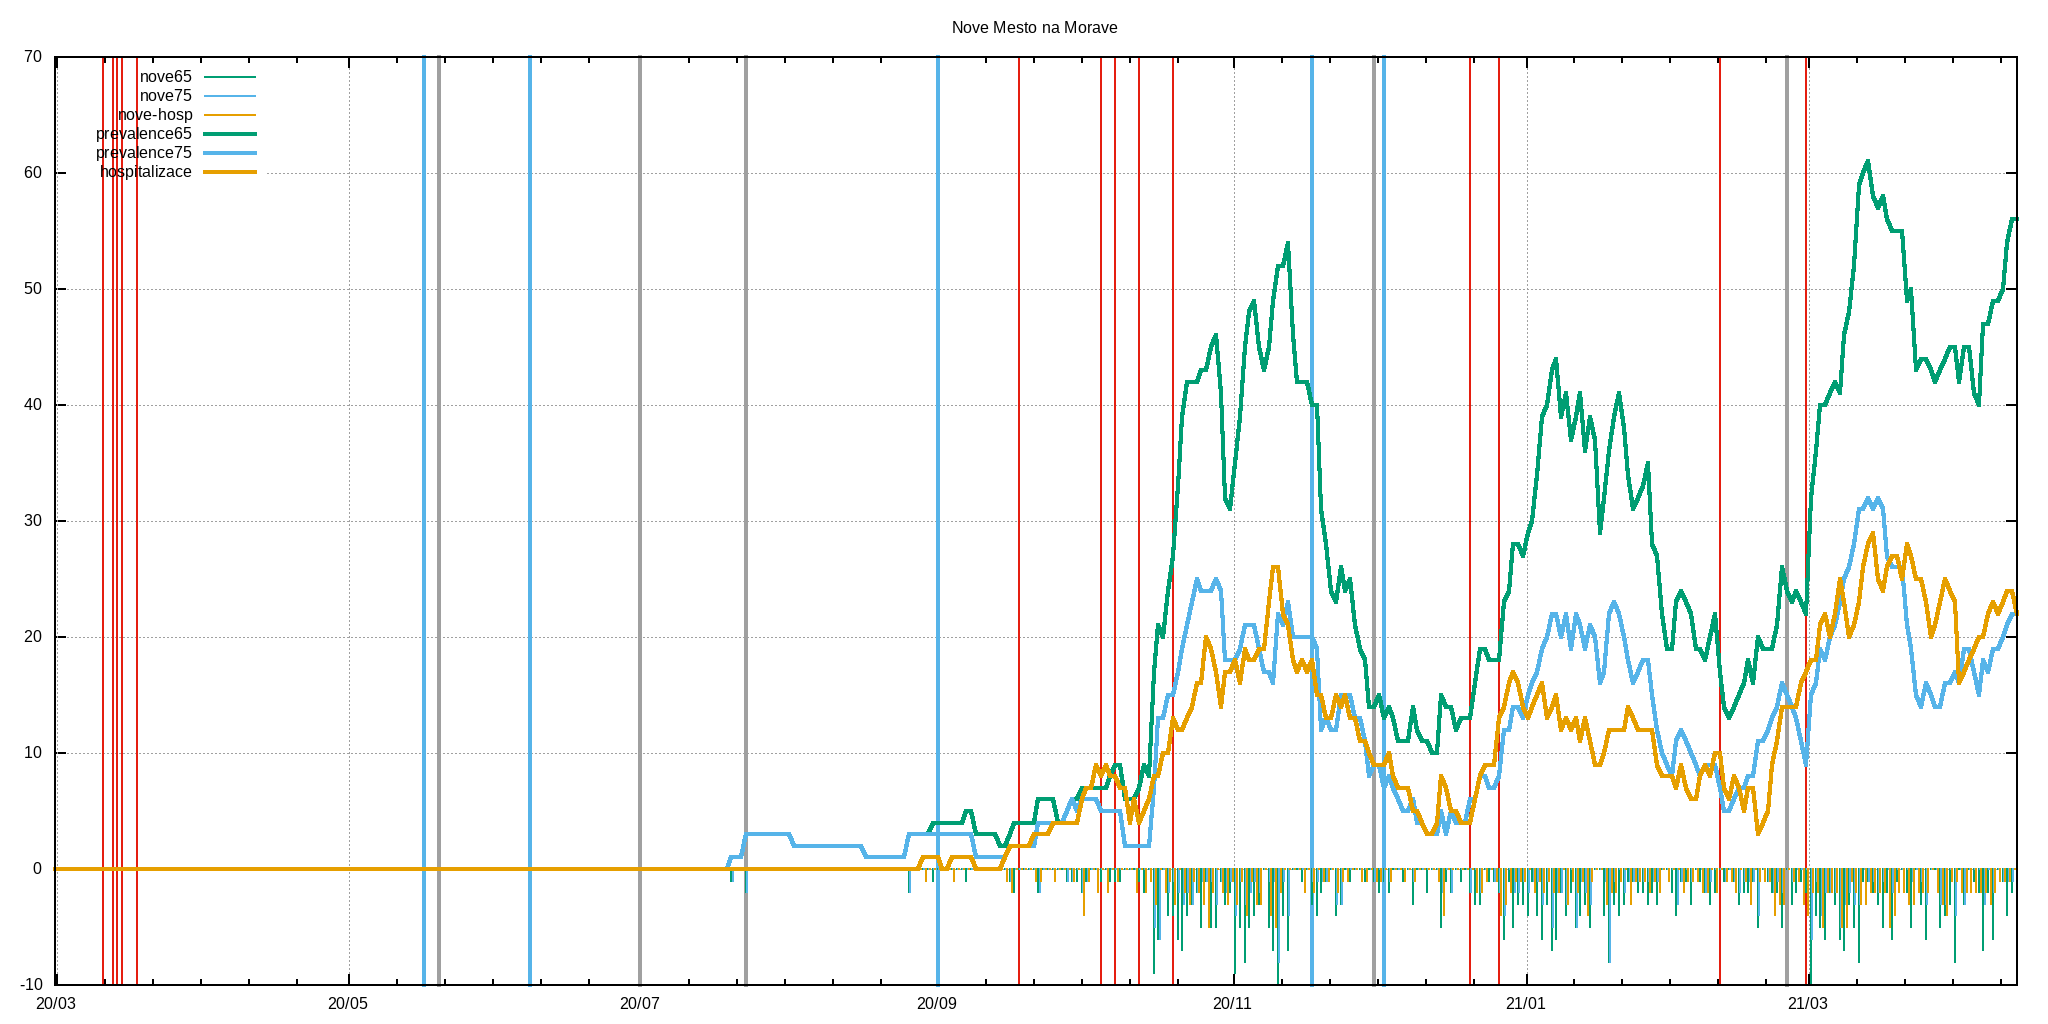 Nove Mesto na Morave
70
60
50
40
30
20
10
0
-10
nove65
nove75
nove-hosp
prevalence65
prevalence75
hospitalizace
20/03 20/05 20/07 20/09 20/11 21/01 21/03